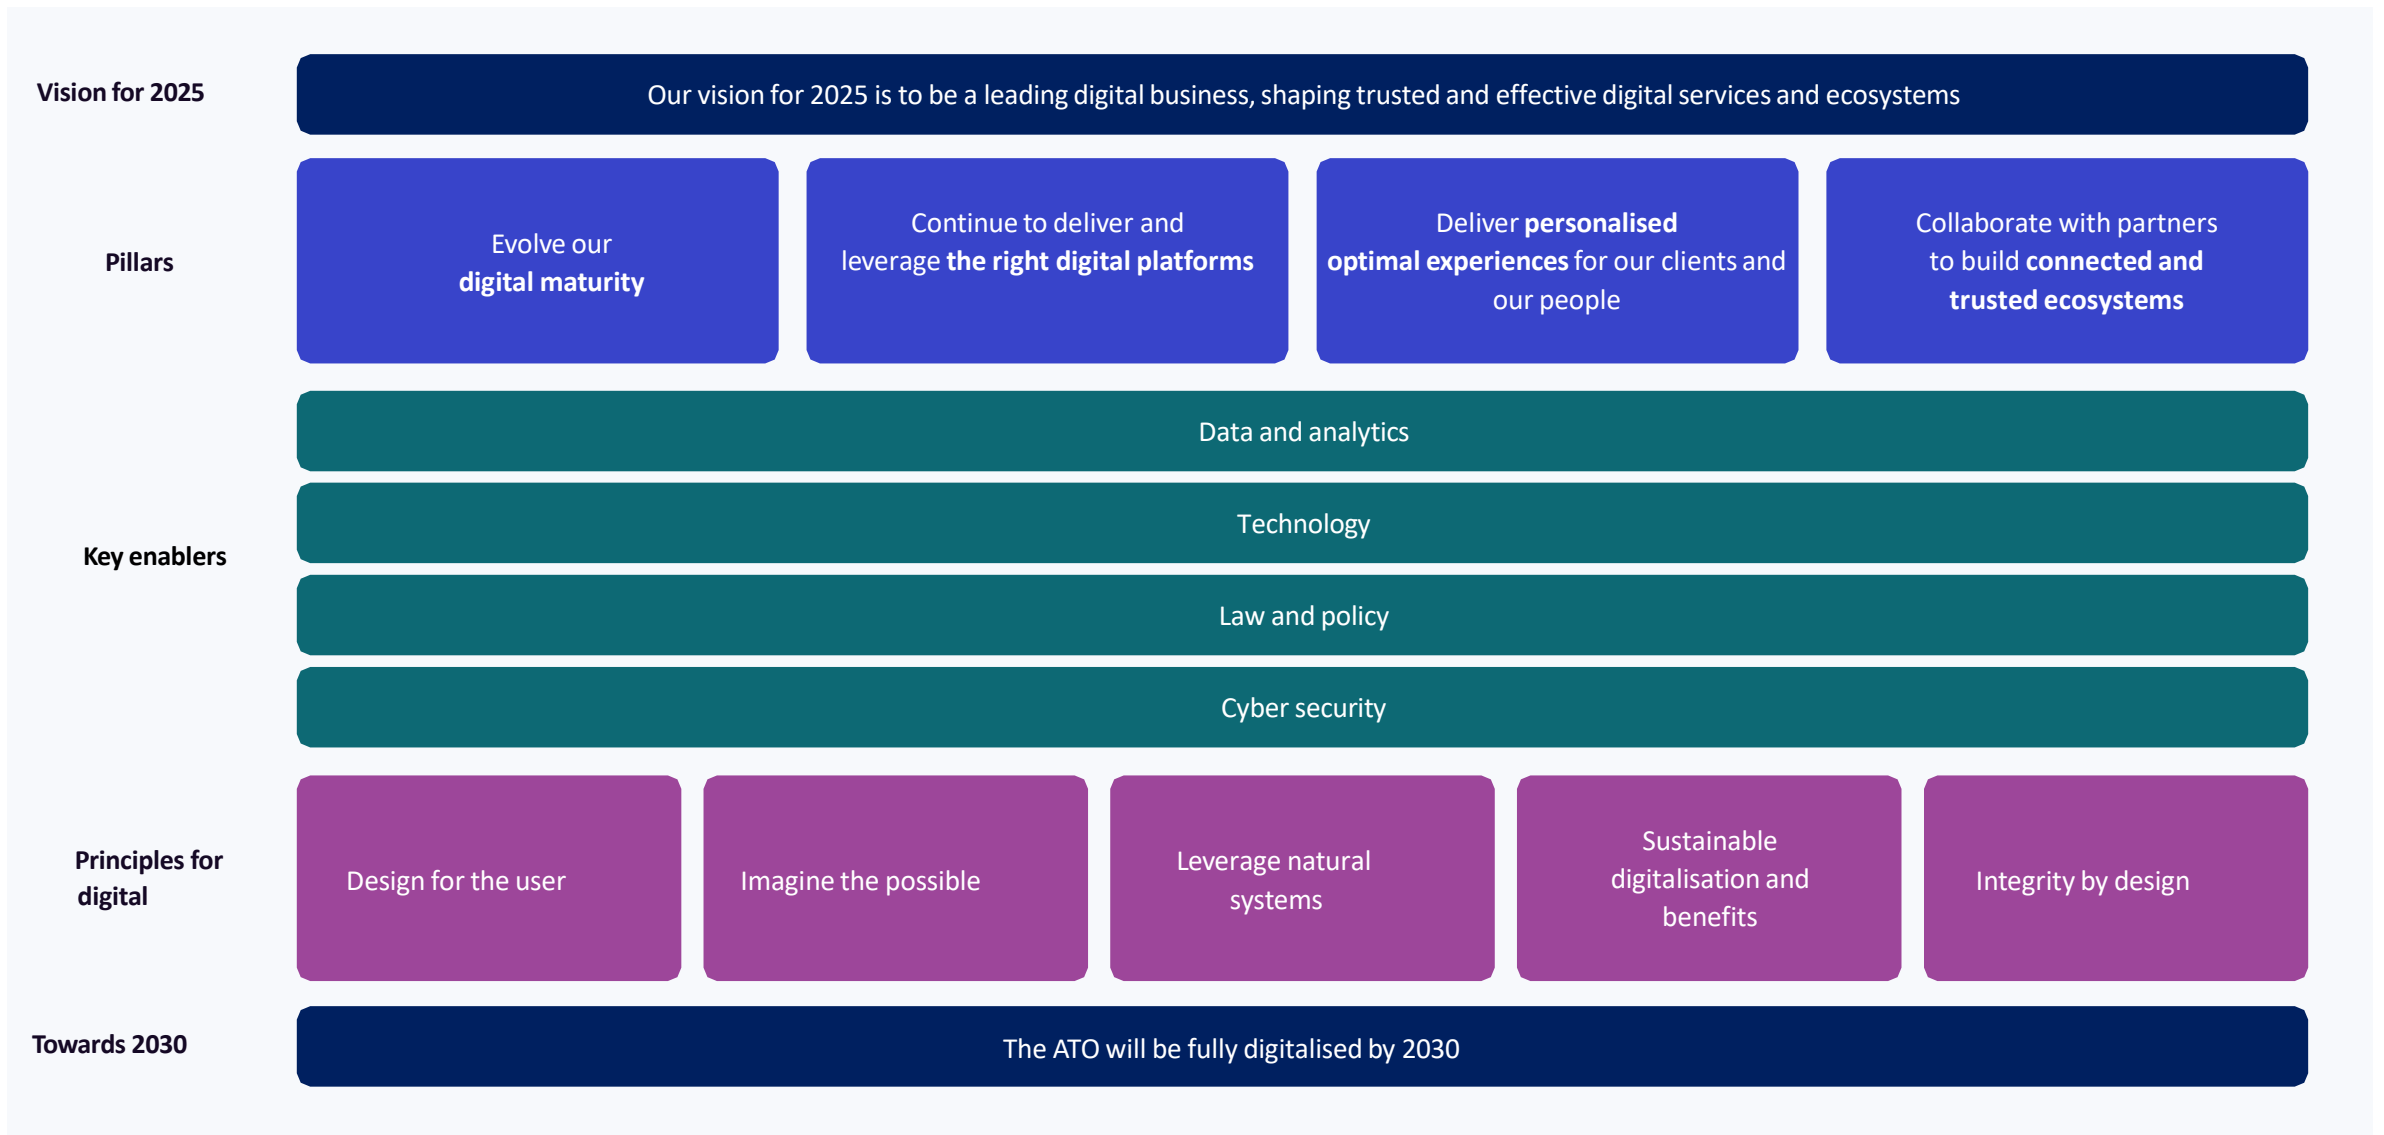 Vision for 2025
Our vision for 2025 is to be a leading digital business, shaping trusted and effective digital services and ecosystems
Pillars
Evolve our
digital maturity
Continue to deliver and
leverage the right digital platforms
Deliver personalised
optimal experiences for our clients and
our people
Collaborate with partners
to build connected and
trusted ecosystems
Key enablers
Data and analytics
Technology
Law and policy
Cyber security
Principles for
digital
Design for the user
Imagine the possible
Leverage natural
systems
Sustainable
digitalisation and
benefits
Integrity by design
Towards 2030
The ATO will be fully digitalised by 2030